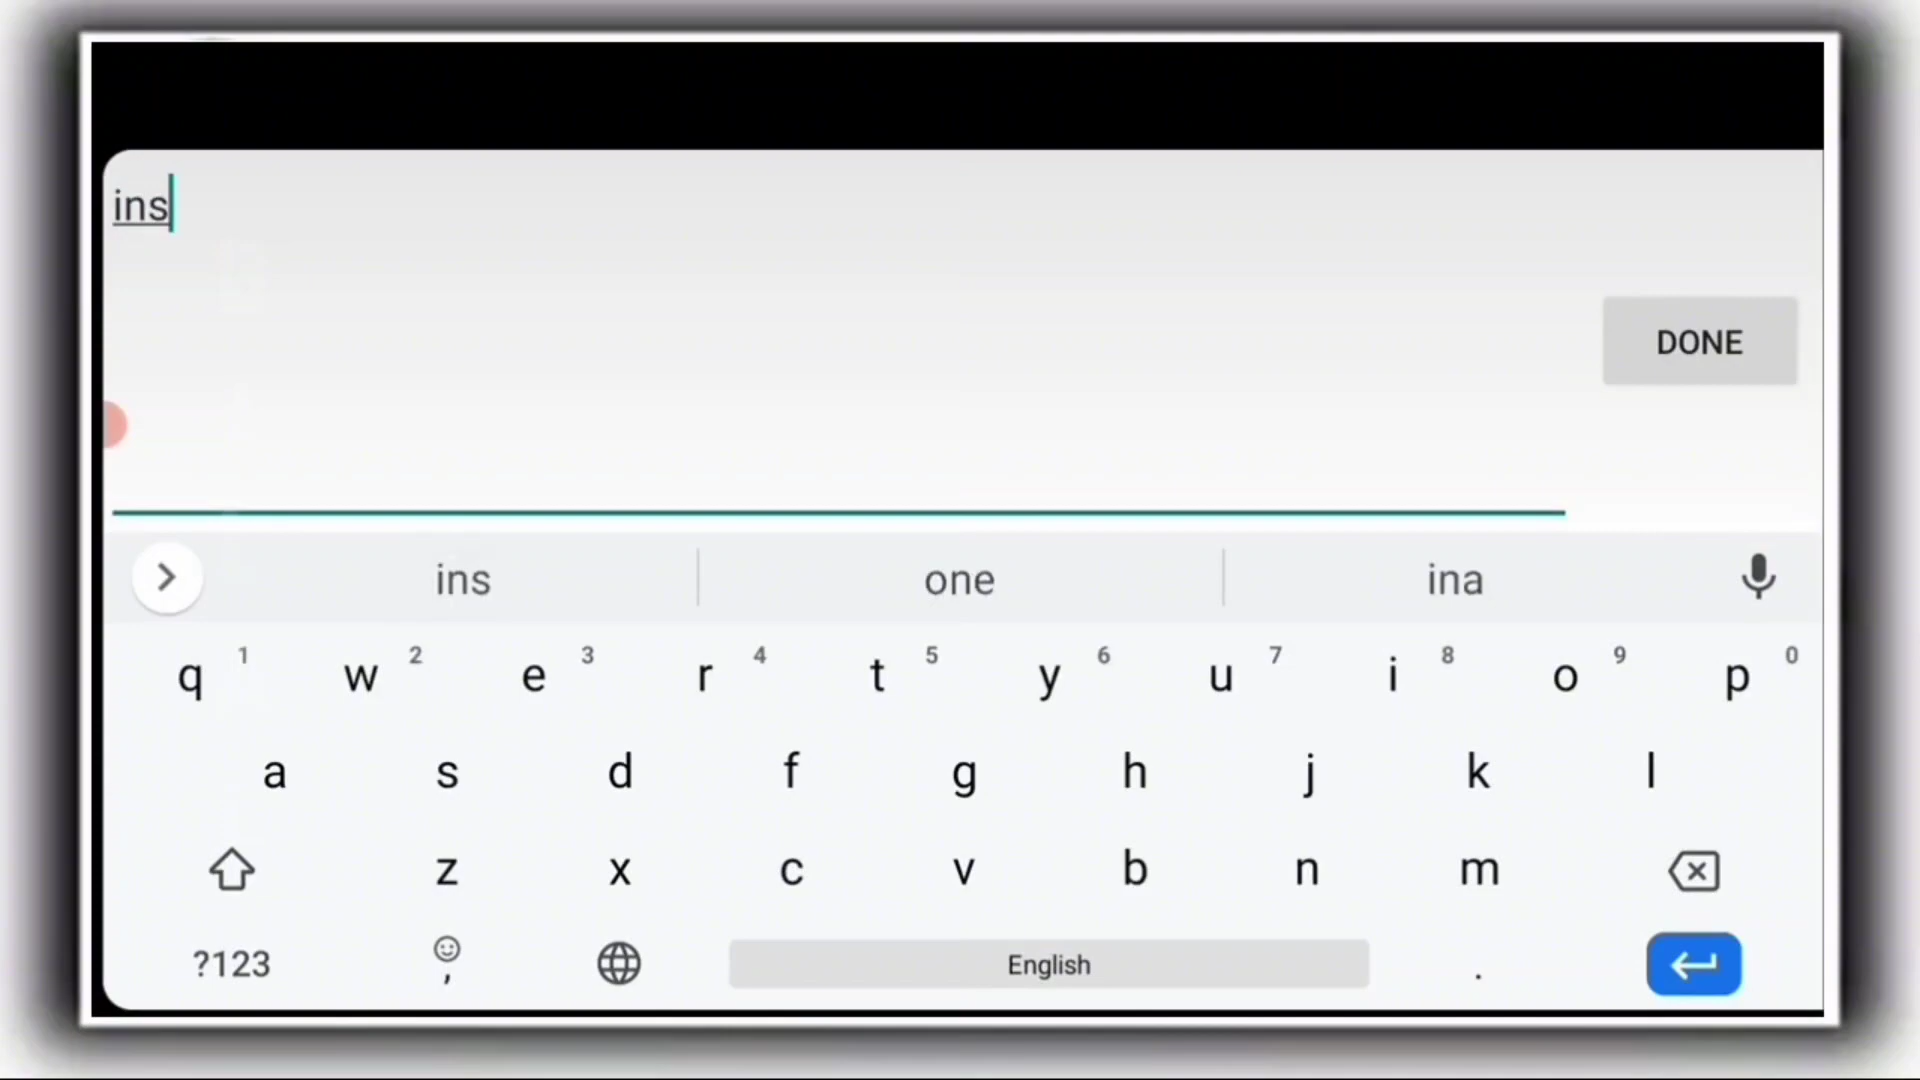 ins
DONE
ins one ina
q 1 w 2 e 3 r 4 t 5 y 6 u 7 i 8 o 9 p 0
a s d f g h j k l
z x c v b n m
?123 , English .